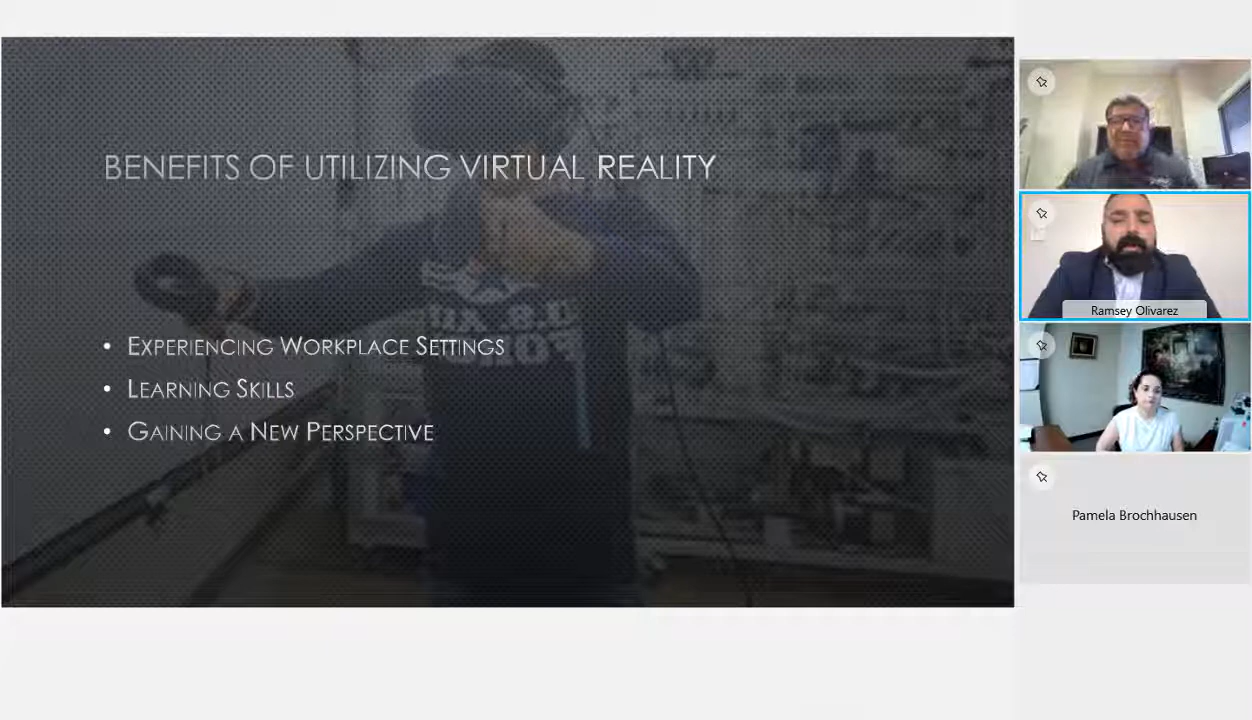 BENEFITS OF UTILIZING VIRTUAL REALITY
• EXPERIENCING WORKPLACE SETTINGS
• LEARNING SKILLS
• GAINING A NEW PERSPECTIVE
Ramsey Olivarez
Pamela Brochhausen